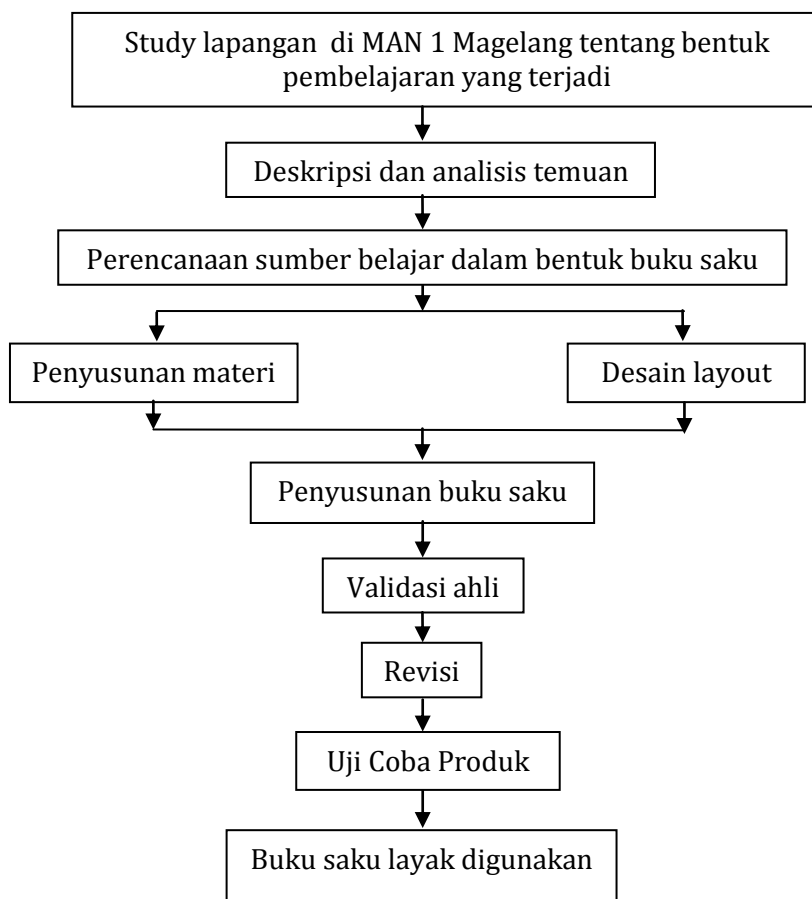 Study lapangan di MAN 1 Magelang tentang bentuk
pembelajaran yang terjadi
Deskripsi dan analisis temuan
Perencanaan sumber belajar dalam bentuk buku saku
Penyusunan materi
Desain layout
Penyusunan buku saku
Validasi ahli
Revisi
Uji Coba Produk
Buku saku layak digunakan